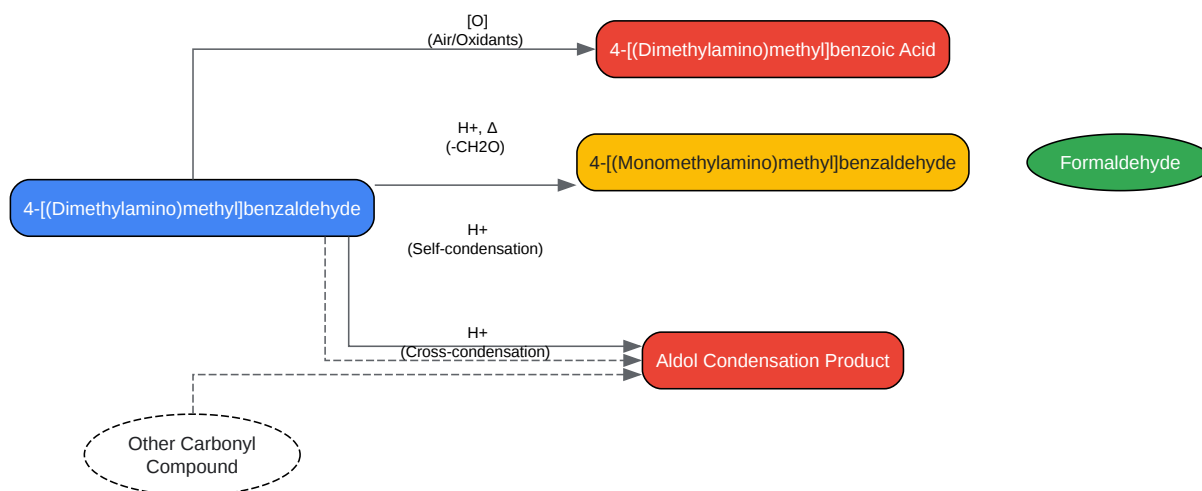 [O]
(Air/Oxidants)
4-[(Dimethylamino)methyl]benzoic Acid
H+, Δ
(-CH2O)
4-[(Monomethylamino)methyl]benzaldehyde
Formaldehyde
4-[(Dimethylamino)methyl]benzaldehyde
H+
(Self-condensation)
H+
(Cross-condensation)
Aldol Condensation Product
Other Carbonyl
Compound